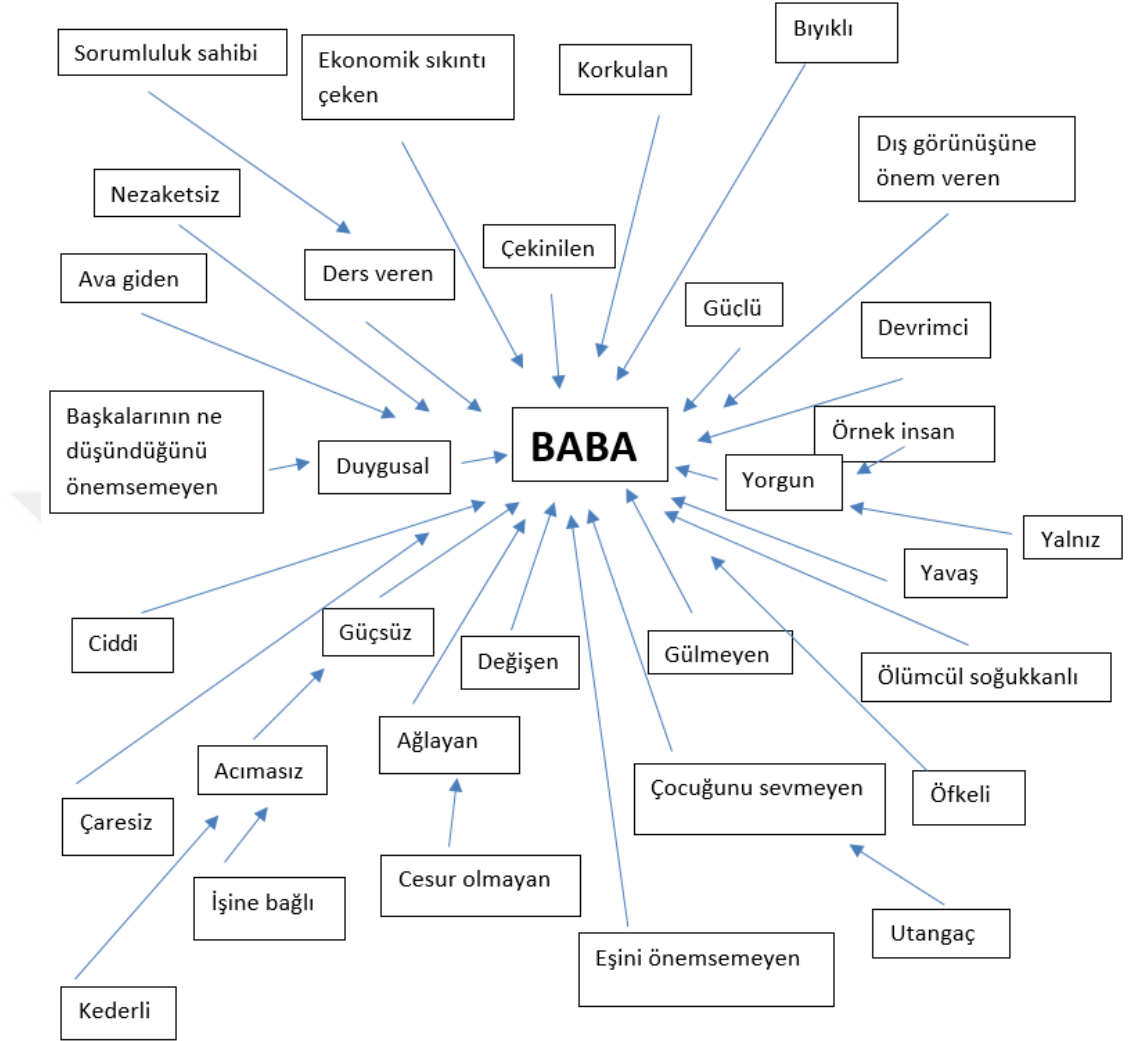 Bıyıklı
Sorumluluk sahibi
Ekonomik sıkıntı
çeken
Korkulan
Dış görünüşüne
önem veren
Nezaketsiz
Çekinilen
Ava giden
Ders veren
Güçlü
Devrimci
Başkalarının ne
düşündüğünü
önemsemeyen
Duygusal
BABA
Örnek insan
Yorgun
Yalnız
Yavaş
Ciddi
Güçsüz
Değişen
Gülmeyen
Ölümcül soğukkanlı
Ağlayan
Acımasız
Çocuğunu sevmeyen
Öfkeli
Çaresiz
Cesur olmayan
İşine bağlı
Utangaç
Eşini önemsemeyen
Kederli